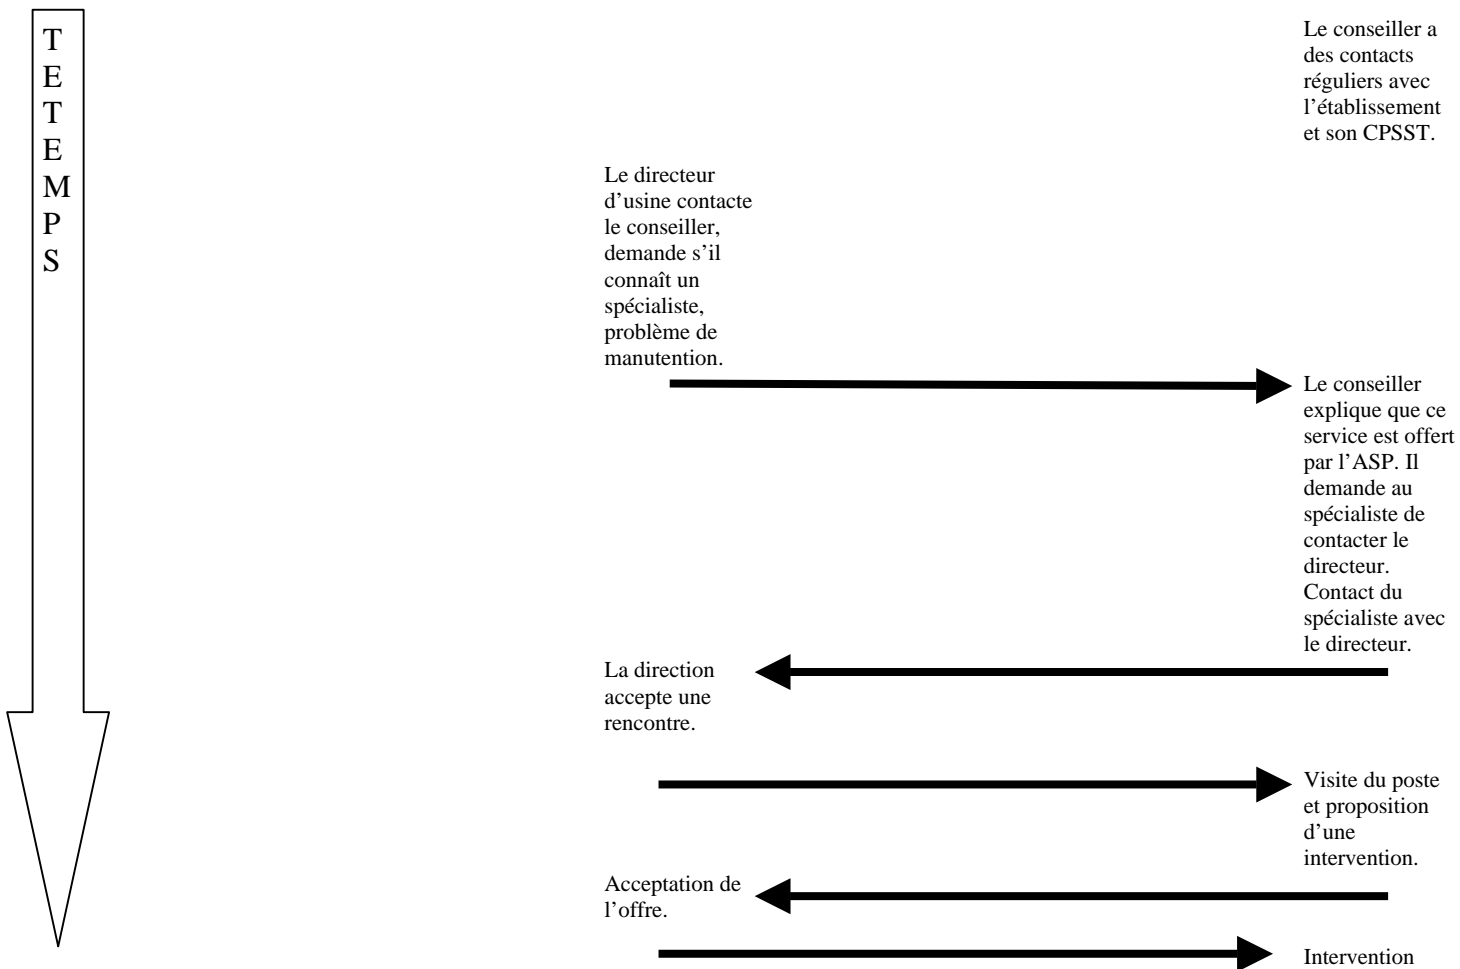 T
E
T
E
M
P
S
Le conseiller a
des contacts
réguliers avec
l’établissement
et son CPSST.
Le directeur
d’usine contacte
le conseiller,
demande s’il
connaît un
spécialiste,
problème de
manutention.
Le conseiller
explique que ce
service est offert
par l’ASP. Il
demande au
spécialiste de
contacter le
directeur.
Contact du
spécialiste avec
le directeur.
La direction
accepte une
rencontre.
Visite du poste
et proposition
d’une
intervention.
Acceptation de
l’offre.
Intervention